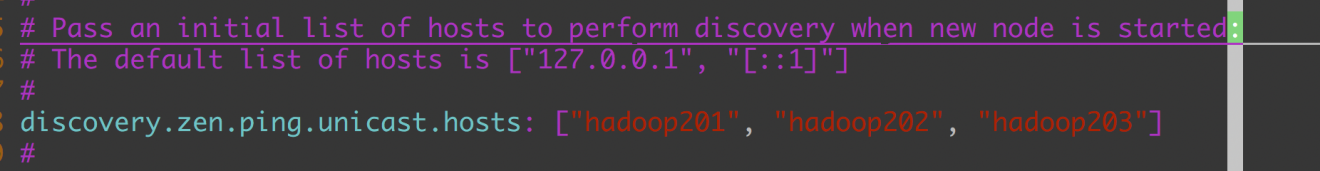 #
# Pass an initial list of hosts to perform discovery when new node is started:
# The default list of hosts is ["127.0.0.1", "[::1]"]
#
discovery.zen.ping.unicast.hosts: ["hadoop201", "hadoop202", "hadoop203"]
#